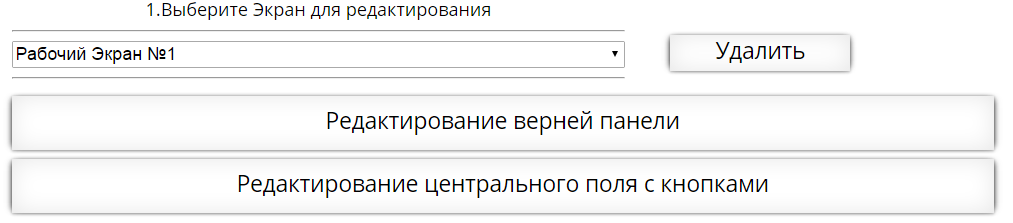 1.Выберите Экран для редактирования
Рабочий Экран №1
Удалить
Редактирование верней панели
Редактирование центрального поля с кнопками